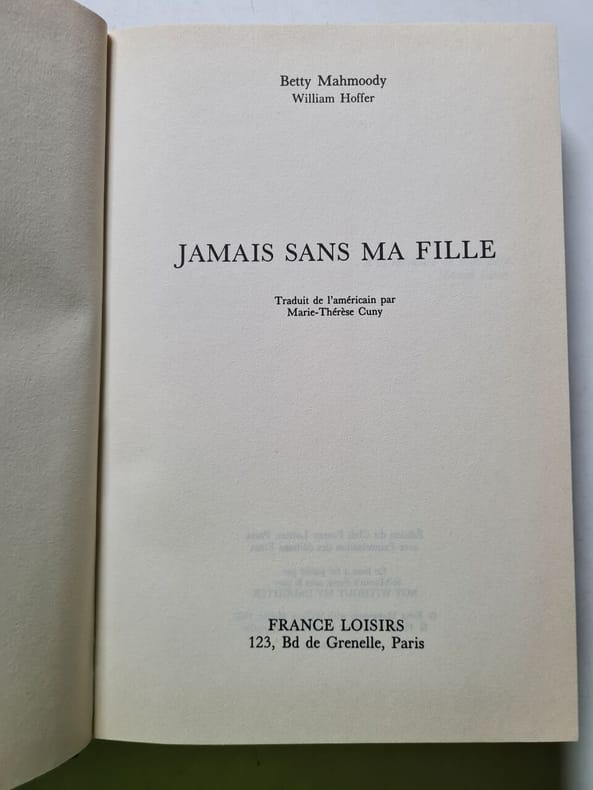 Betty Mahmoody
William Hoffer
JAMAIS SANS MA FILLE
Traduit de l'américain par
Marie-Thérèse Cuny
FRANCE LOISIRS
123, Bd de Grenelle, Paris